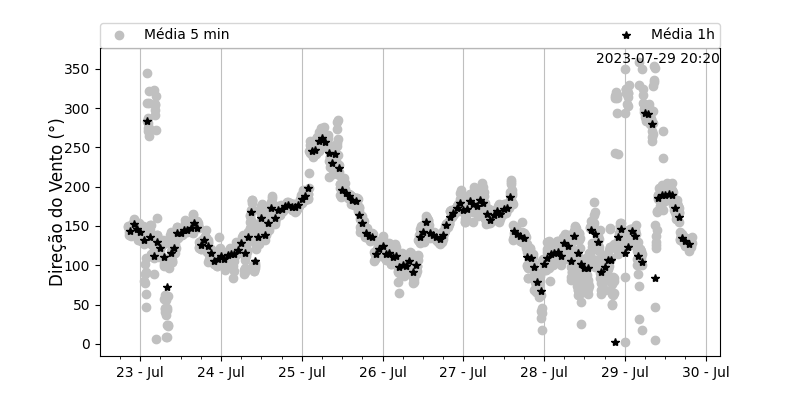 Média 5 min
Média 1h
2023-07-29 20:20
Direção do Vento (°)
350
300
250
200
150
100
50
0
23 - Jul
24 - Jul
25 - Jul
26 - Jul
27 - Jul
28 - Jul
29 - Jul
30 - Jul